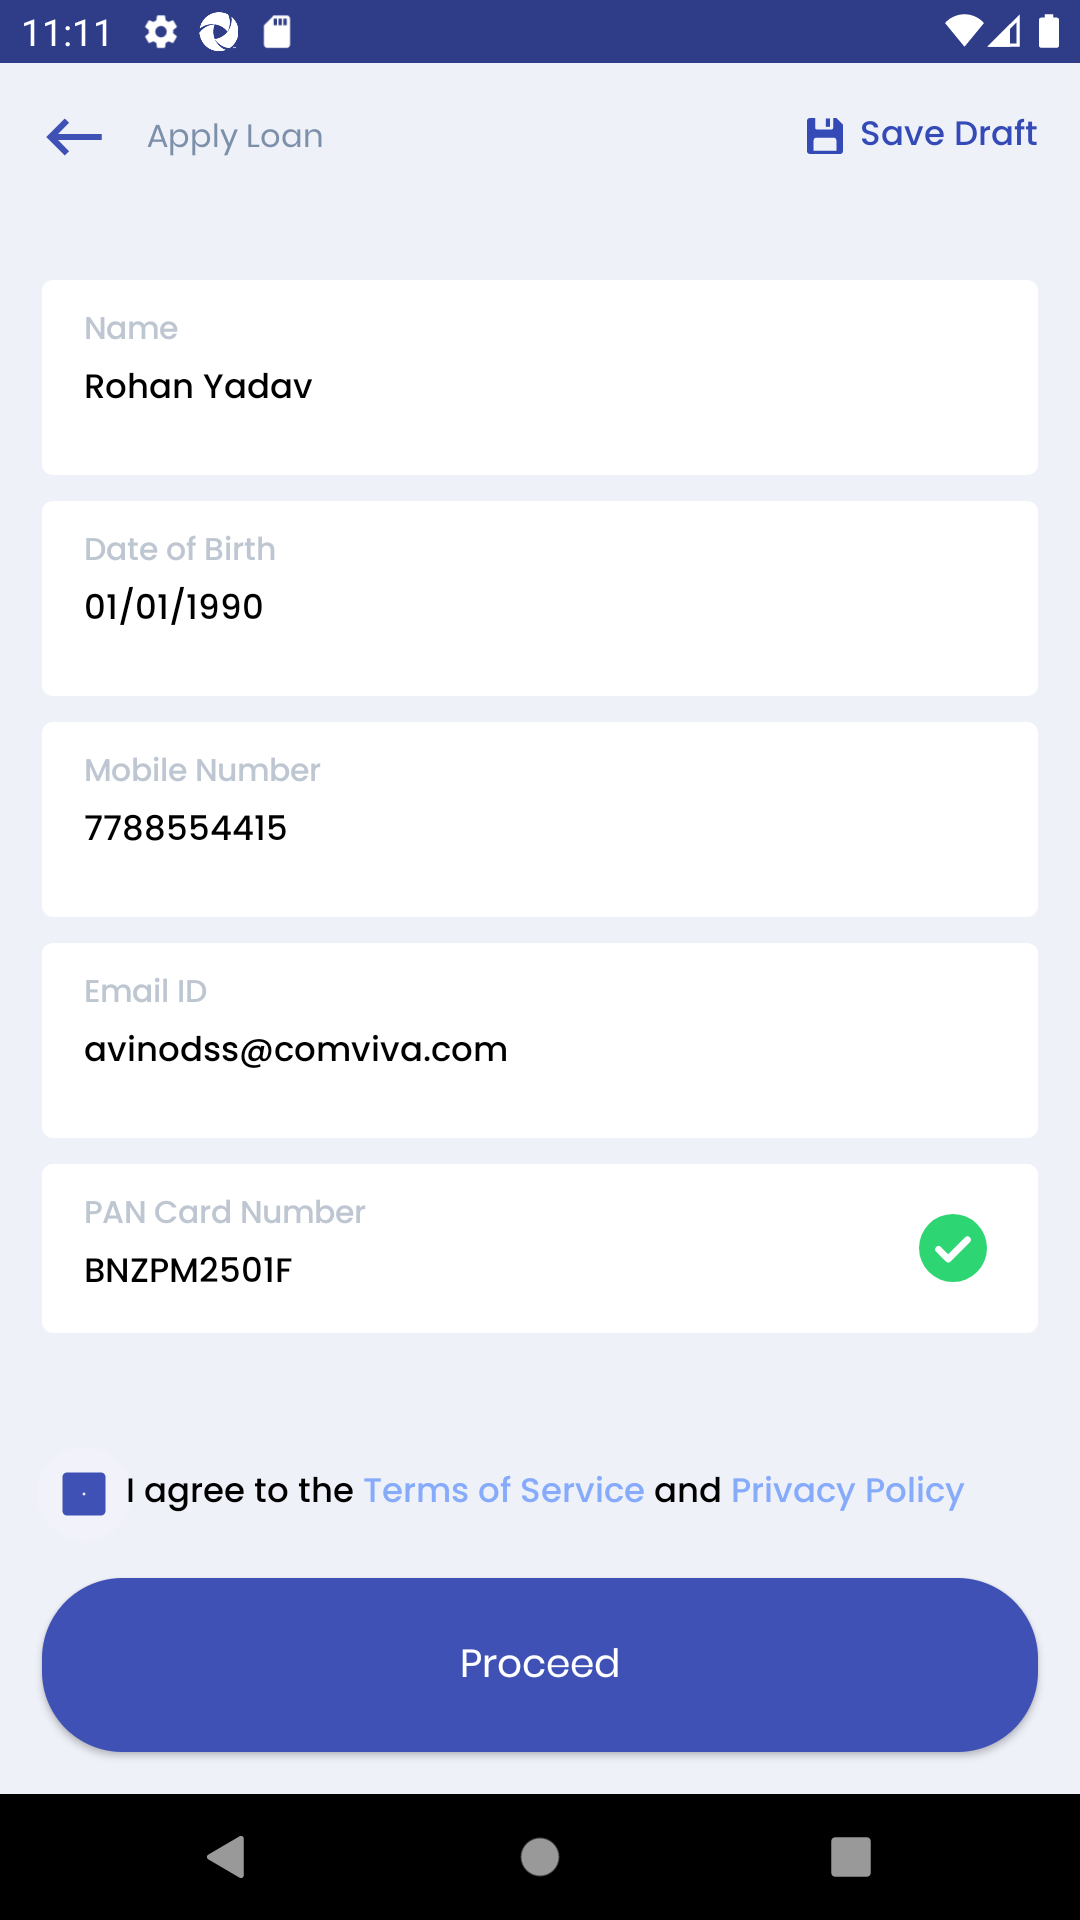 11:11
Apply Loan
Save Draft
Name
Rohan Yadav
Date of Birth
01/01/1990
Mobile Number
7788554415
Email ID
avinodss@comviva.com
PAN Card Number
BNZPM2501F
I agree to the Terms of Service and Privacy Policy
Proceed